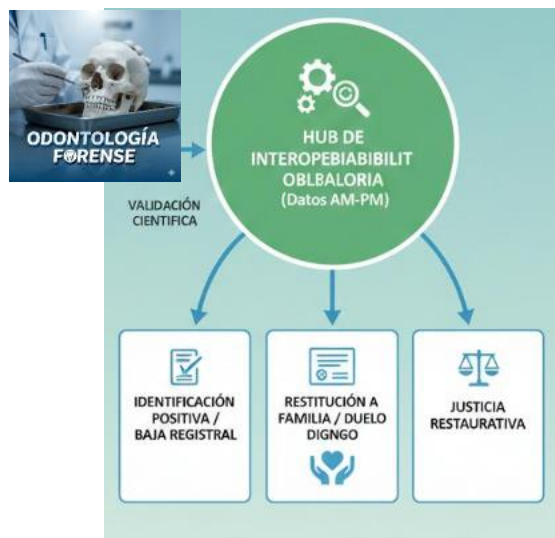 ODONTOLOGÍA
FORENSE
VALIDACIÓN
CIENTIFICA
HUB DE
INTEROPEBIABIBILIT
OBLBALORIA
(Datos AM-PM)
IDENTIFICACIÓN
POSITIVA /
BAJA REGISTRAL
RESTITUCIÓN A
FAMILIA / DUELO
DIGNGO
JUSTICIA
RESTAURATIVA